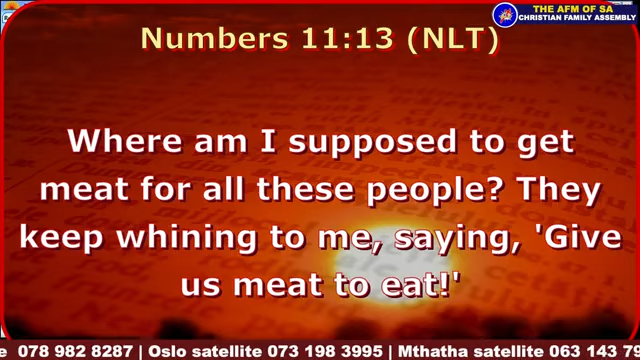 THE AFM OF SA
CHRISTIAN FAMILY ASSEMBLY
Numbers 11:13 (NLT)
Where am I supposed to get
meat for all these people? They
keep whining to me, saying, 'Give
us meat to eat!'
078 982 8287 | Oslo satellite 073 198 3995 | Mthatha satellite 063 143